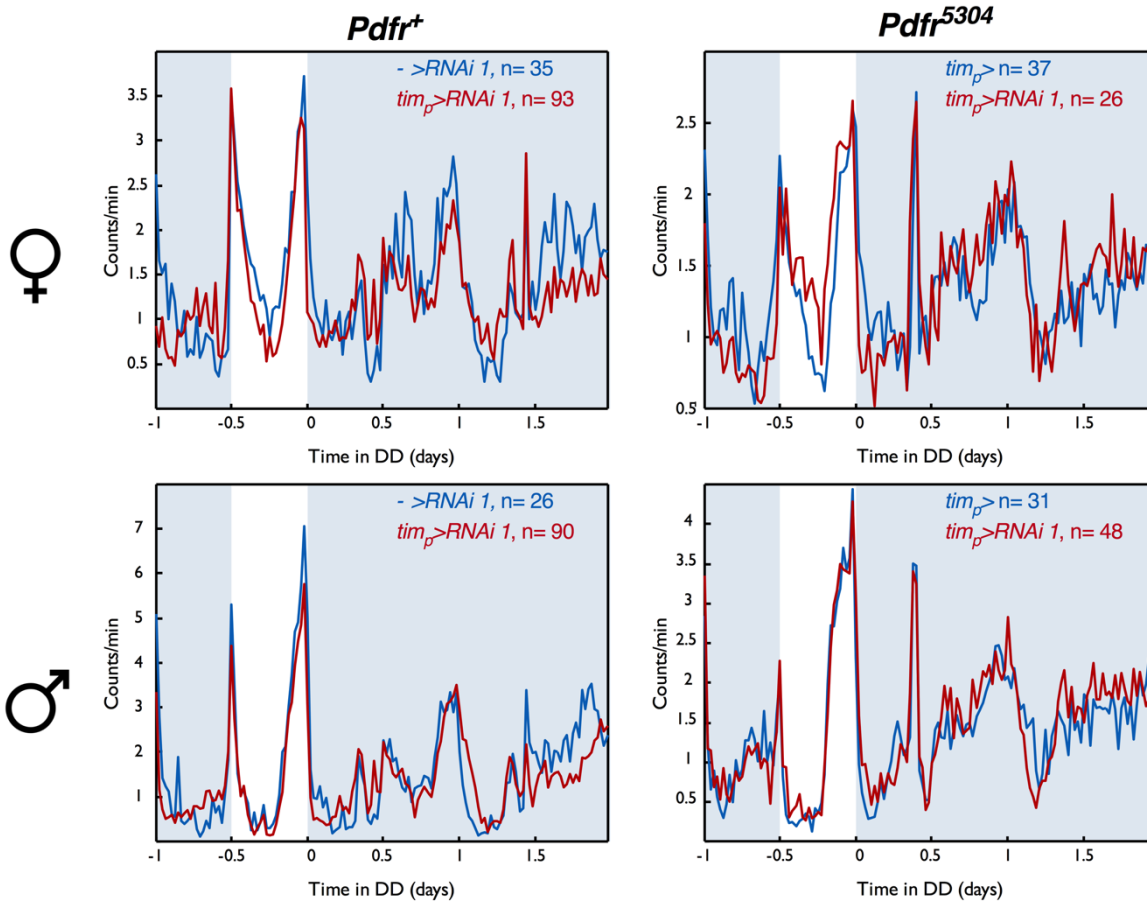 Pdfr+ Pdfr5304
- >RNAi 1, n= 35
timp>RNAi 1, n= 93
Counts/min
3.5
3
2.5
2
1.5
1
0.5
-1 -0.5 0 0.5 1 1.5
Time in DD (days)
timp> n= 37
timp>RNAi 1, n= 26
Counts/min
2.5
2
1.5
1
0.5
-1 -0.5 0 0.5 1 1.5
Time in DD (days)
♀
- >RNAi 1, n= 26
timp>RNAi 1, n= 90
Counts/min
8
7
6
5
4
3
2
1
-1 -0.5 0 0.5 1 1.5
Time in DD (days)
timp> n= 31
timp>RNAi 1, n= 48
Counts/min
4
3.5
3
2.5
2
1.5
1
0.5
-1 -0.5 0 0.5 1 1.5
Time in DD (days)
♂